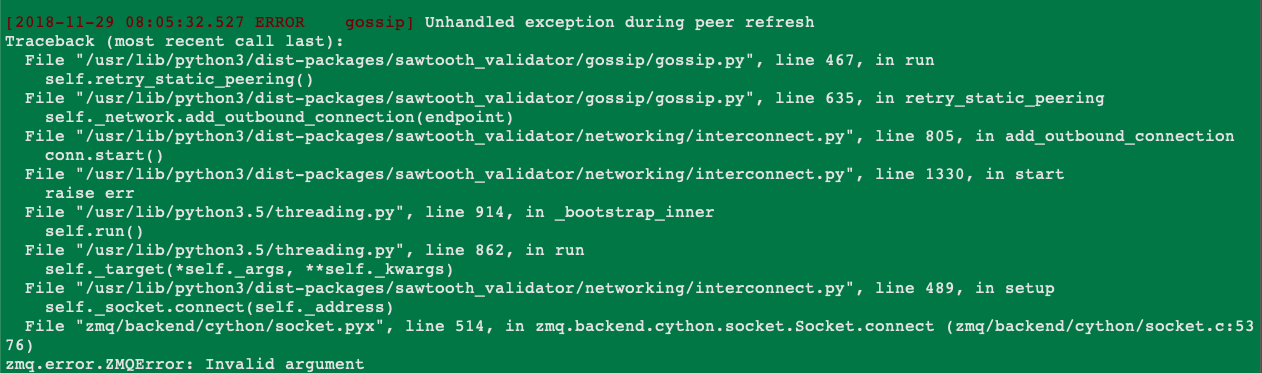 [2018-11-29 08:05:32.527 ERROR    gossip] Unhandled exception during peer refresh
Traceback (most recent call last):
  File "/usr/lib/python3/dist-packages/sawtooth_validator/gossip/gossip.py", line 467, in run
    self.retry_static_peering()
  File "/usr/lib/python3/dist-packages/sawtooth_validator/gossip/gossip.py", line 635, in retry_static_peering
    self._network.add_outbound_connection(endpoint)
  File "/usr/lib/python3/dist-packages/sawtooth_validator/networking/interconnect.py", line 805, in add_outbound_connection
    conn.start()
  File "/usr/lib/python3/dist-packages/sawtooth_validator/networking/interconnect.py", line 1330, in start
    raise err
  File "/usr/lib/python3.5/threading.py", line 914, in _bootstrap_inner
    self.run()
  File "/usr/lib/python3.5/threading.py", line 862, in run
    self._target(*self._args, **self._kwargs)
  File "/usr/lib/python3/dist-packages/sawtooth_validator/networking/interconnect.py", line 489, in setup
    self._socket.connect(self._address)
  File "zmq/backend/cython/socket.pyx", line 514, in zmq.backend.cython.socket.Socket.connect (zmq/backend/cython/socket.c:53
76)
zmq.error.ZMQError: Invalid argument